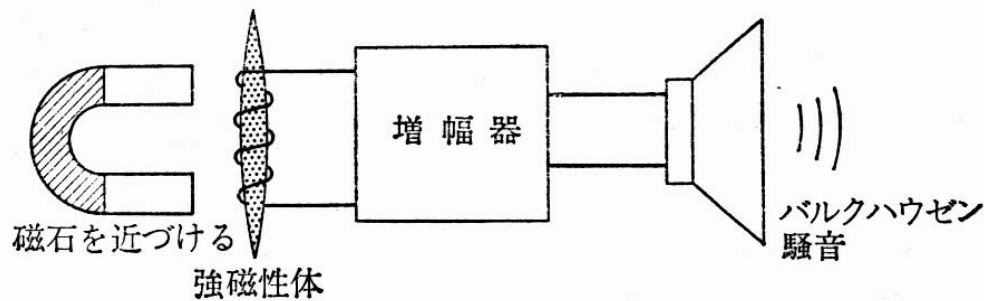 増幅器
磁石を近づける
強磁性体
バルクハウゼン
騒音